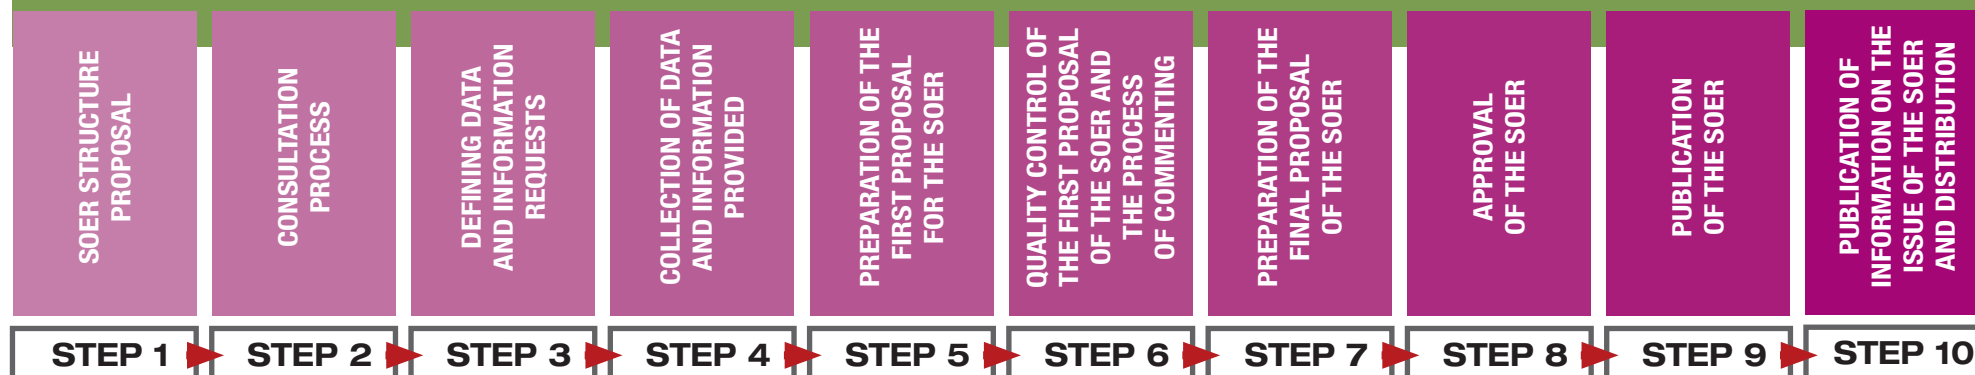 SOER STRUCTURE
PROPOSAL
CONSULTATION
PROCESS
DEFINING DATA
AND INFORMATION
REQUESTS
COLLECTION OF DATA
AND INFORMATION
PROVIDED
PREPARATION OF THE
FIRST PROPOSAL
FOR THE SOER
QUALITY CONTROL OF
THE FIRST PROPOSAL
OF THE SOER AND
THE PROCESS
OF COMMENTING
PREPARATION OF THE
FINAL PROPOSAL
OF THE SOER
APPROVAL
OF THE SOER
PUBLICATION
OF THE SOER
PUBLICATION OF
INFORMATION ON THE
ISSUE OF THE SOER
AND DISTRIBUTION
STEP 1
STEP 2
STEP 3
STEP 4
STEP 5
STEP 6
STEP 7
STEP 8
STEP 9
STEP 10